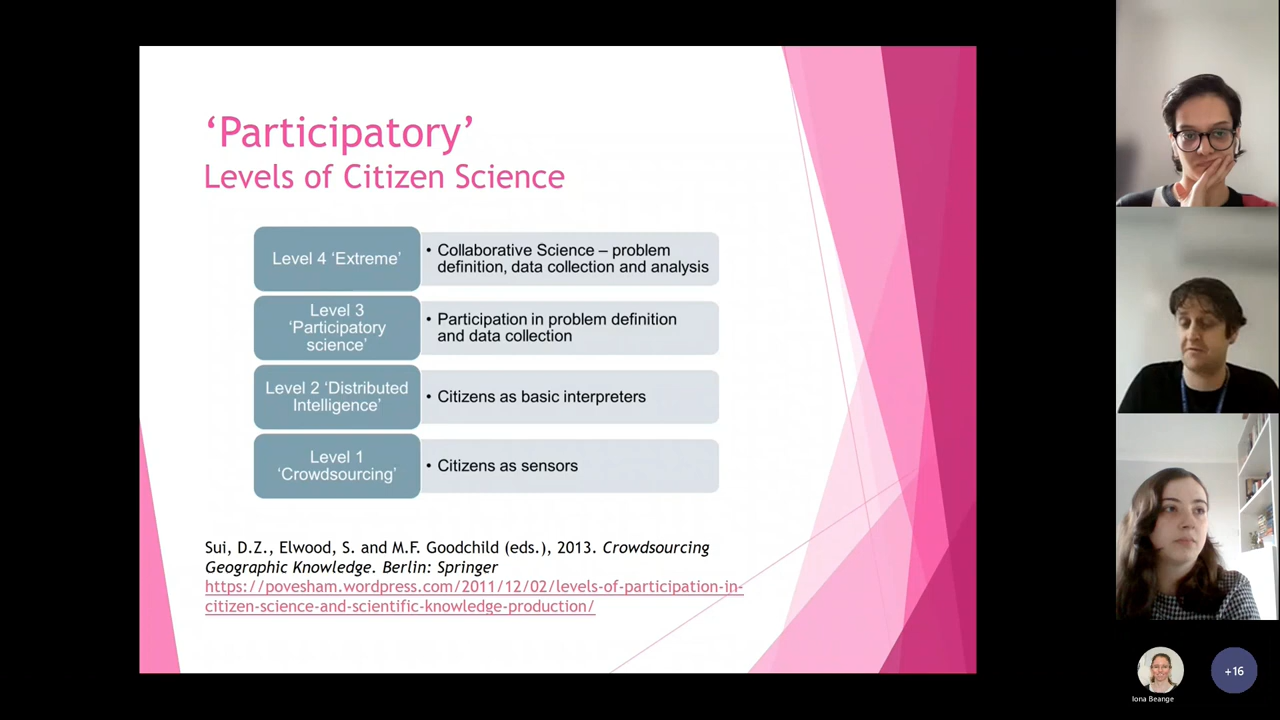 ‘Participatory’
Levels of Citizen Science
Level 4 ‘Extreme’
• Collaborative Science – problem
definition, data collection and analysis
Level 3
‘Participatory
science’
• Participation in problem definition
and data collection
Level 2 ‘Distributed
Intelligence’
• Citizens as basic interpreters
Level 1
‘Crowdsourcing’
• Citizens as sensors
Sui, D.Z., Elwood, S. and M.F. Goodchild (eds.), 2013. Crowdsourcing
Geographic Knowledge. Berlin: Springer
https://povesham.wordpress.com/2011/12/02/levels-of-participation-in-
citizen-science-and-scientific-knowledge-production/
Iona Beange
+16